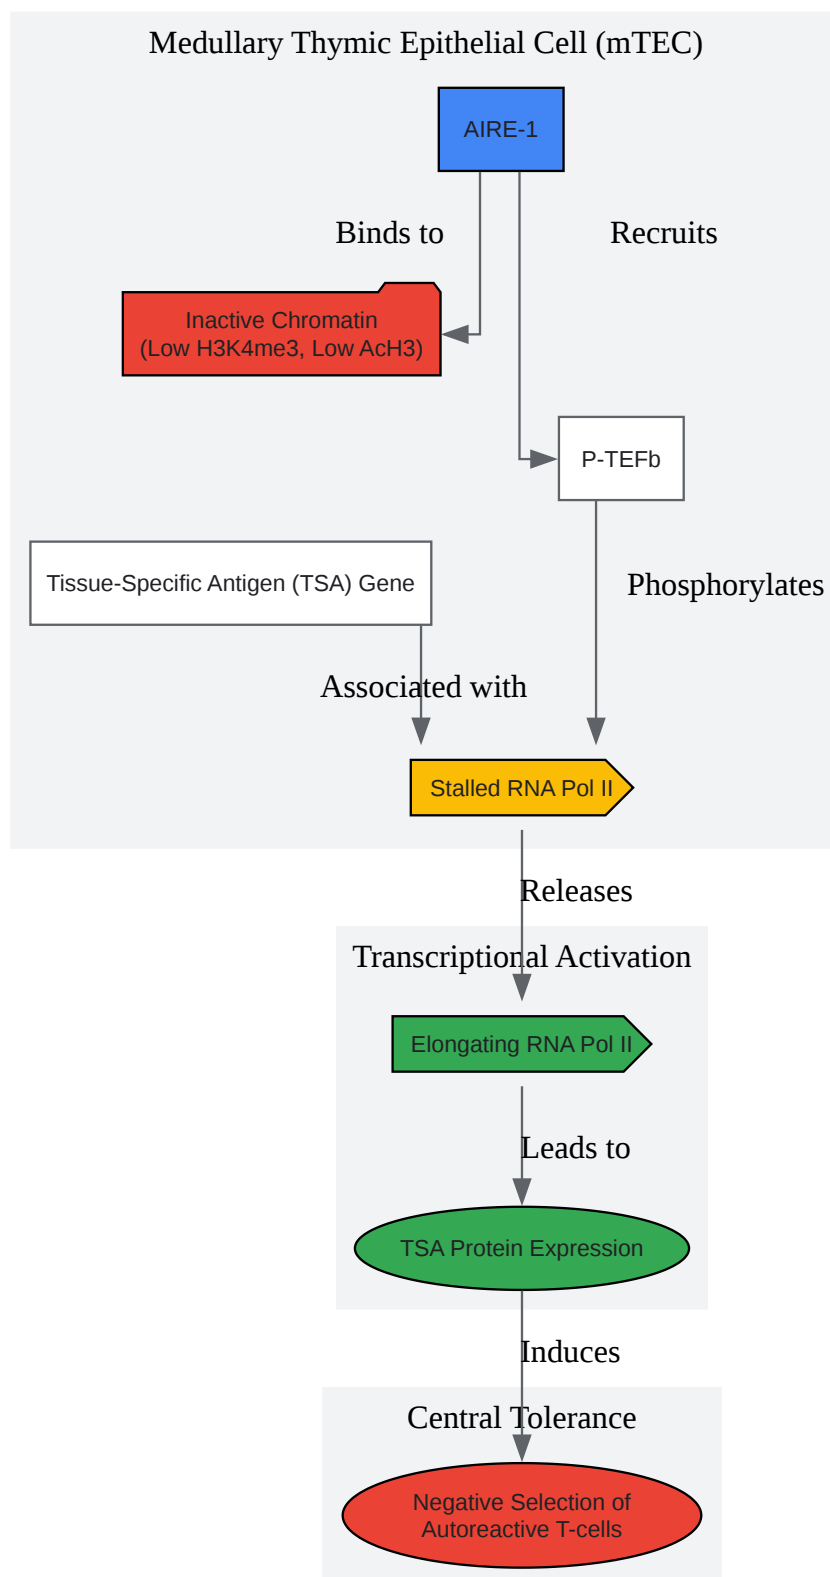 Medullary Thymic Epithelial Cell (mTEC)
AIRE-1
Binds to
Recruits
Inactive Chromatin
(Low H3K4me3, Low AcH3)
P-TEFb
Tissue-Specific Antigen (TSA) Gene
Phosphorylates
Associated with
Stalled RNA Pol II
Releases
Transcriptional Activation
Elongating RNA Pol II
Leads to
TSA Protein Expression
Induces
Central Tolerance
Negative Selection of
Autoreactive T-cells